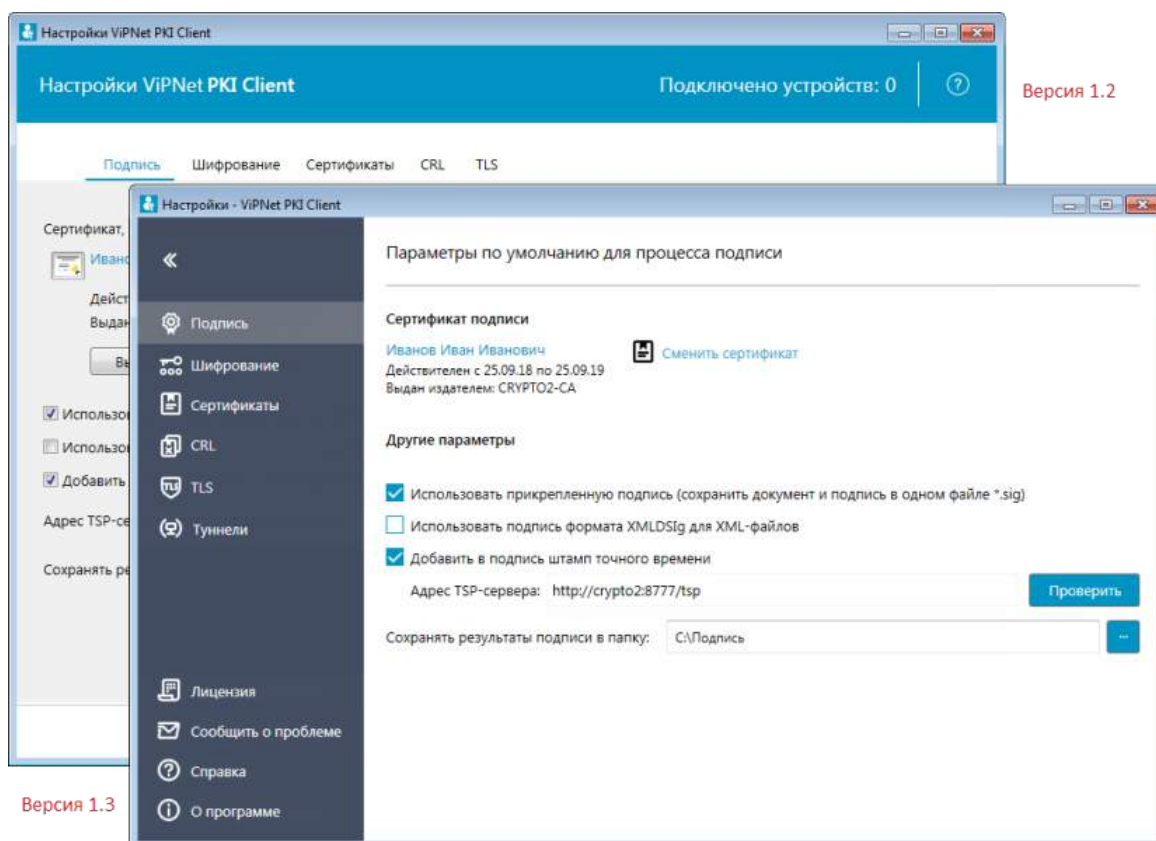 Настройки ViPNet PKI Client
Настройки ViPNet PKI Client
Подключено устройств: 0
Версия 1.2
Подпись Шифрование Сертификаты CRL TLS
Сертификат,
Выдан
Добавить
Сохранять
Версия 1.3
Настройки - ViPNet PKI Client
Подпись
Шифрование
Сертификаты
CRL
TLS
Туннели
Лицензия
Сообщить о проблеме
Справка
О программе
Параметры по умолчанию для процесса подписи
Сертификат подписи
Иванов Иван Иванович
Сменить сертификат
Действителен с 25.09.18 по 25.09.19
Выдан издателем: CRYPTO2-CA
Другие параметры
Использовать прикрепленную подпись (сохранить документ и подпись в одном файле *.sig)
Использовать подпись формата XMLDSig для XML-файлов
Добавить в подпись штамп точного времени
Адрес TSP-сервера: http://crypto2:8777/tsp
Проверить
Сохранять результаты подписи в папку: C:\Подпись
...